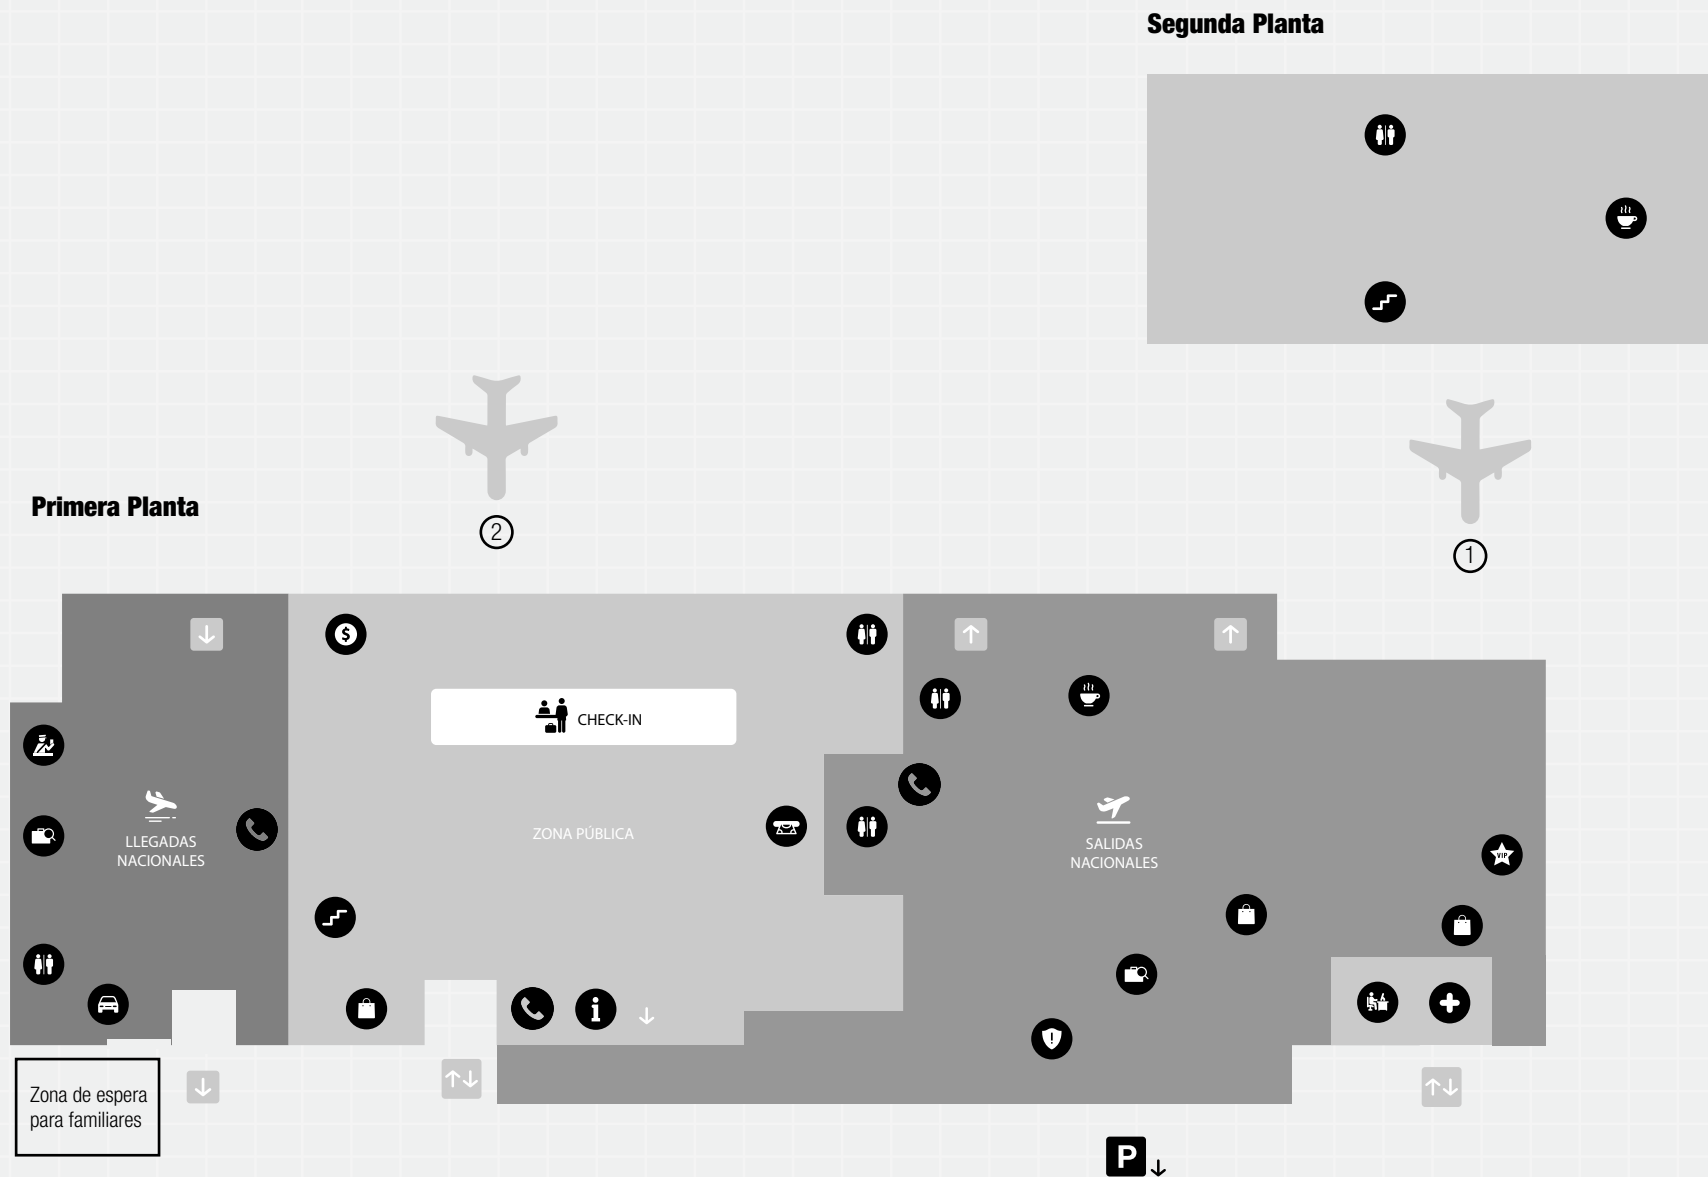 Segunda Planta
Primera Planta
2
1
$
CHECK-IN
LLEGADAS
NACIONALES
ZONA PÚBLICA
SALIDAS
NACIONALES
VIP
i
Zona de espera
para familiares
P